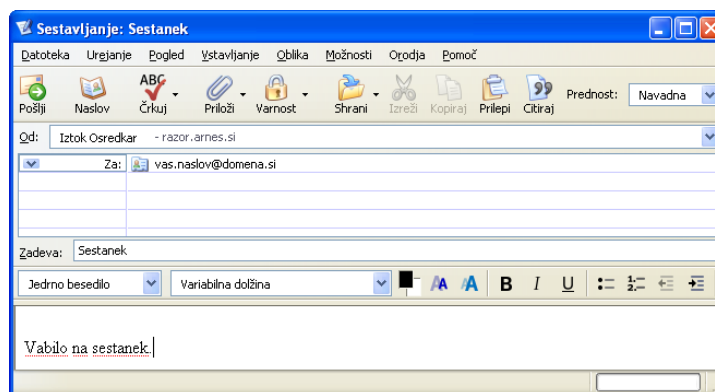 Sestavljanje: Sestanek
Datoteka Urejanje Pogled Vstavljanje Oblika Možnosti Orodja Pomoč
ABC
Pošlji Naslov Črkuj Priloži Varnost Shrani Izreži Kopiraj Prilepi Citiraj Prednost: Navadna
Od: Iztok Osredkar - razor.arnes.si
Za: vas.naslov@domena.si
Zadeva: Sestanek
Jedrno besedilo Variabilna dolžina A A A B I U
Vabilo na sestanek.